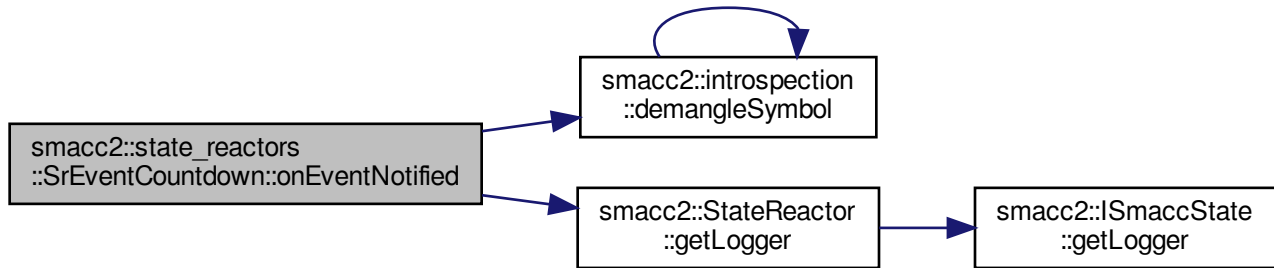 smacc2::introspection
::demangleSymbol
smacc2::state_reactors
::SrEventCountdown::onEventNotified
smacc2::StateReactor
::getLogger
smacc2::ISmaccState
::getLogger